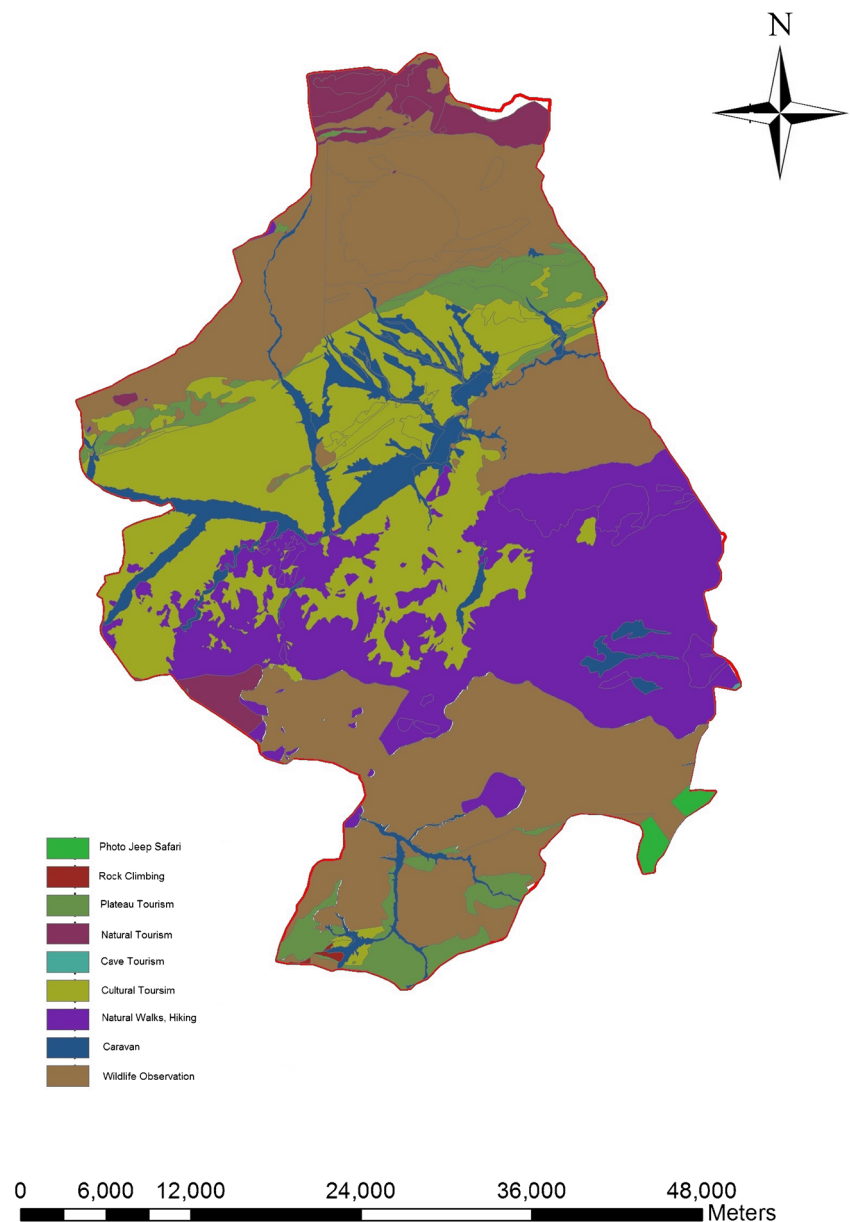 N
Photo Jeep Safari
Rock Climbing
Plateau Tourism
Natural Tourism
Cave Tourism
Cultural Toursim
Natural Walks, Hiking
Caravan
Wildlife Observation
0 6,000 12,000 24,000 36,000 48,000
Meters